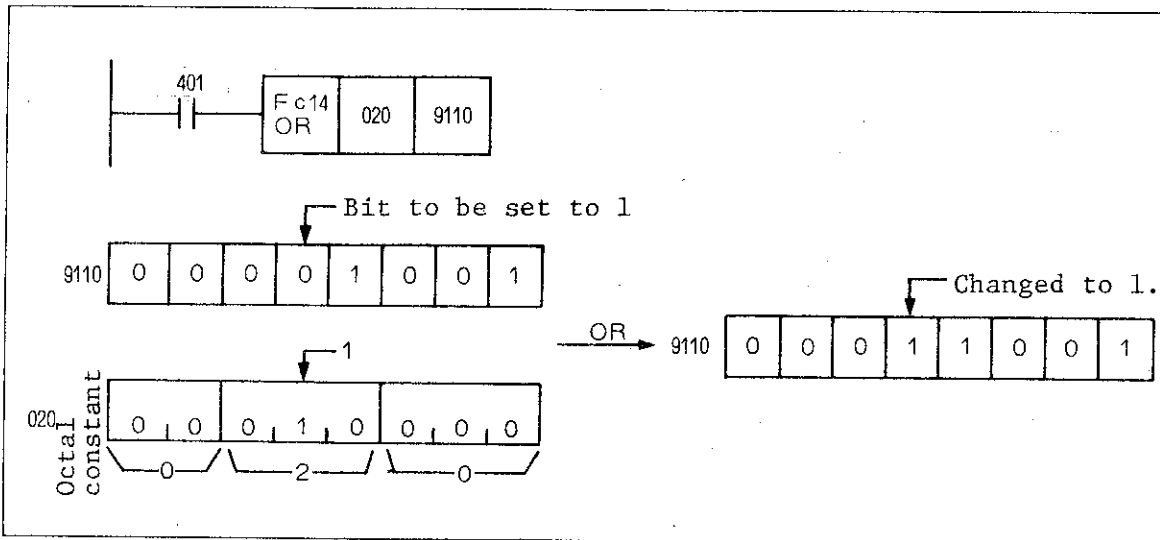 401
Fc14 OR 020 9110
Bit to be set to 1
9110 0 0 0 0 1 0 0 1
OR
Changed to 1.
9110 0 0 0 1 1 0 0 1
1
020 Octal constant 0 0 0 1 0 0 0 0
0 2 0